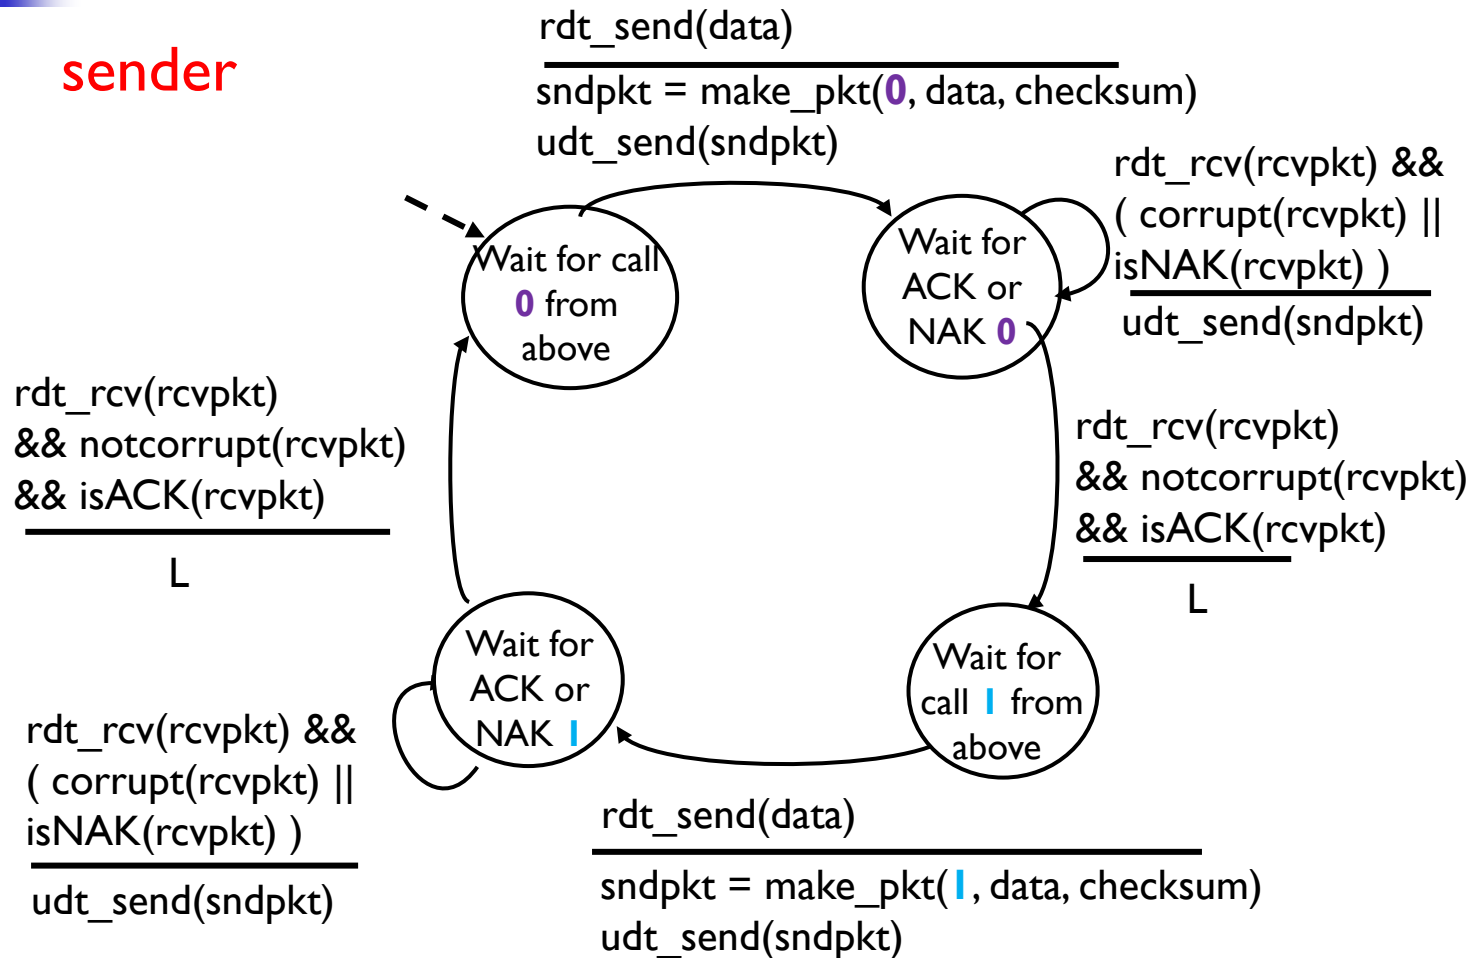 sender
rdt_send(data)
sndpkt = make_pkt(0, data, checksum)
udt_send(sndpkt)
rdt_rcv(rcvpkt) &&
( corrupt(rcvpkt) ||
isNAK(rcvpkt) )
udt_send(sndpkt)
Wait for call
0 from
above
Wait for
ACK or
NAK 0
rdt_rcv(rcvpkt)
&& notcorrupt(rcvpkt)
&& isACK(rcvpkt)
L
rdt_rcv(rcvpkt)
&& notcorrupt(rcvpkt)
&& isACK(rcvpkt)
L
Wait for
ACK or
NAK 1
Wait for
call 1 from
above
rdt_rcv(rcvpkt) &&
( corrupt(rcvpkt) ||
isNAK(rcvpkt) )
udt_send(sndpkt)
rdt_send(data)
sndpkt = make_pkt(1, data, checksum)
udt_send(sndpkt)